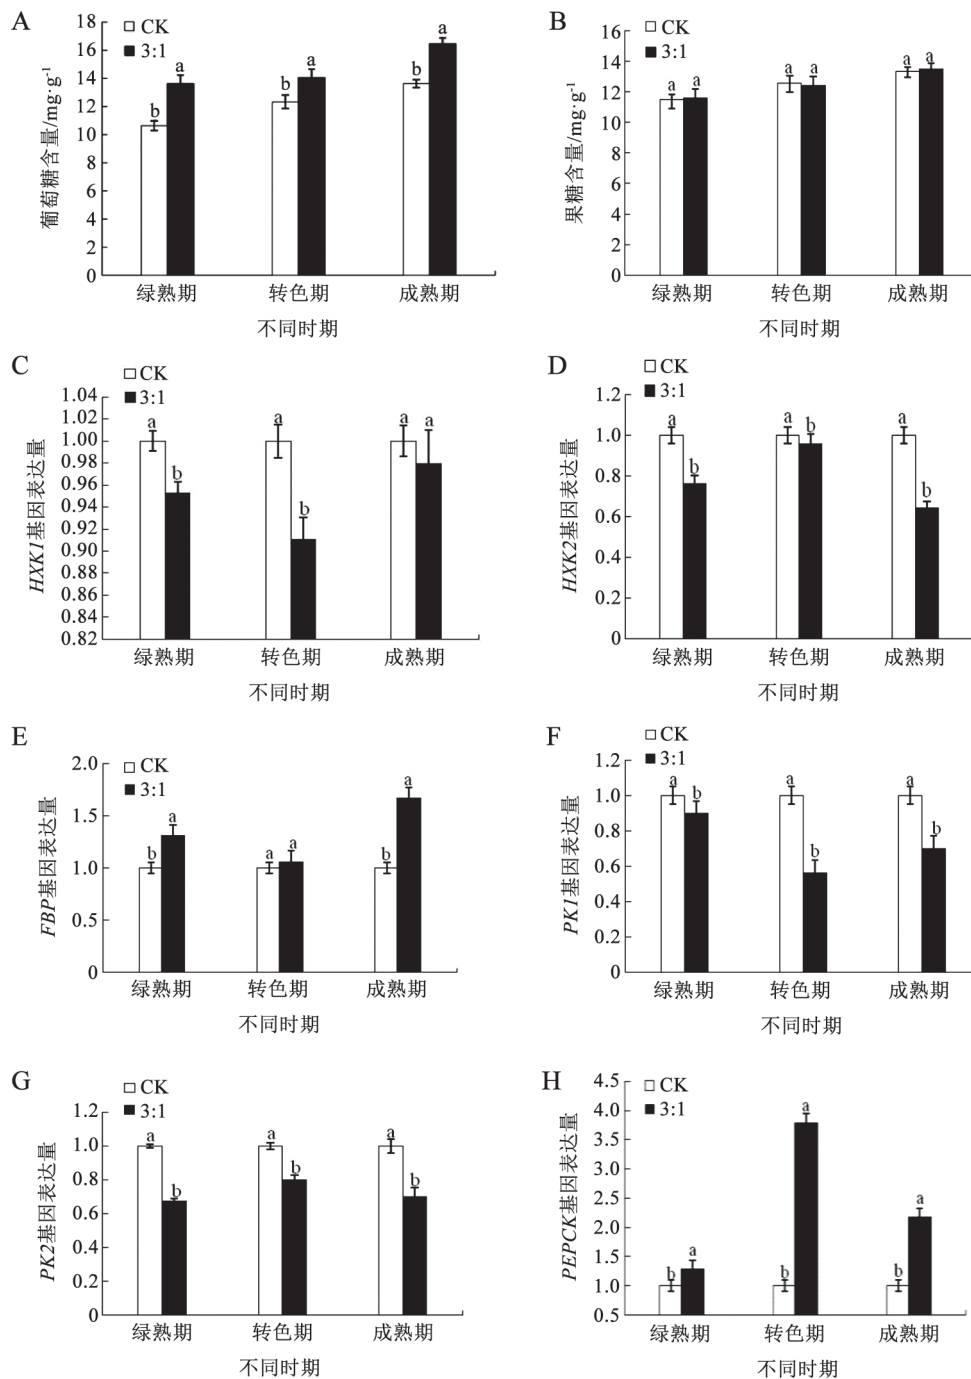 A
CK
3:1
18
16
14
12
10
8
6
4
2
0
葡萄糖含量/mg·g⁻¹
b
a
b
a
b
a
绿熟期
转色期
成熟期
不同时期
B
CK
3:1
16
14
12
10
8
6
4
2
0
果糖含量/mg·g⁻¹
a
a
a
a
a
a
绿熟期
转色期
成熟期
不同时期
C
CK
3:1
1.04
1.02
1.00
0.98
0.96
0.94
0.92
0.90
0.88
0.86
0.84
0.82
HXK1基因表达量
a
b
a
b
a
a
绿熟期
转色期
成熟期
不同时期
D
CK
3:1
1.2
1.0
0.8
0.6
0.4
0.2
0
HXK2基因表达量
a
b
a
b
a
b
绿熟期
转色期
成熟期
不同时期
E
CK
3:1
2.0
1.5
1.0
0.5
0
FBP基因表达量
b
a
a
a
b
a
绿熟期
转色期
成熟期
不同时期
F
CK
3:1
1.2
1.0
0.8
0.6
0.4
0.2
0
PK1基因表达量
a
b
a
b
a
b
绿熟期
转色期
成熟期
不同时期
G
CK
3:1
1.2
1.0
0.8
0.6
0.4
0.2
0
PK2基因表达量
a
b
a
b
a
b
绿熟期
转色期
成熟期
不同时期
H
CK
3:1
4.5
4.0
3.5
2.5
2.0
1.5
1.0
0.5
PEPCK基因表达量
b
a
b
a
b
a
绿熟期
转色期
成熟期
不同时期